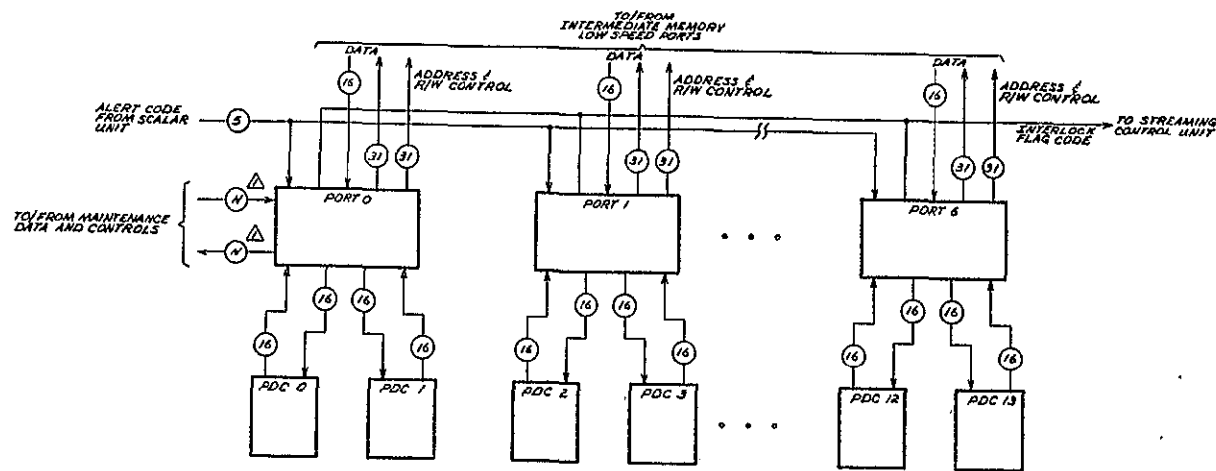 TO/FROM
INTERMEDIATE MEMORY
LOW SPEED PORTS
DATA
DATA
DATA
16
ADDRESS &
R/W CONTROL
16
ADDRESS &
R/W CONTROL
16
ADDRESS &
R/W CONTROL
ALERT CODE
FROM SCALAR
UNIT
5
TO STREAMING
CONTROL UNIT
INTERLOCK
FLAG CODE
31
31
31
31
31
31
PORT 0
PORT 1
PORT 6
TO/FROM MAINTENANCE
DATA AND CONTROLS
N
N
16
16
16
16
16
16
16
16
16
16
16
16
PDC 0
PDC 1
PDC 2
PDC 3
PDC 12
PDC 13